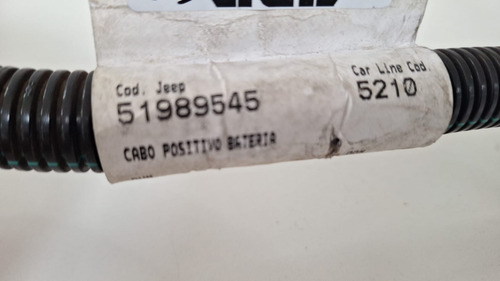 Cod. Jeep
Car Line Cod.
51989545
5210
CABO POSITIVO BATERIA